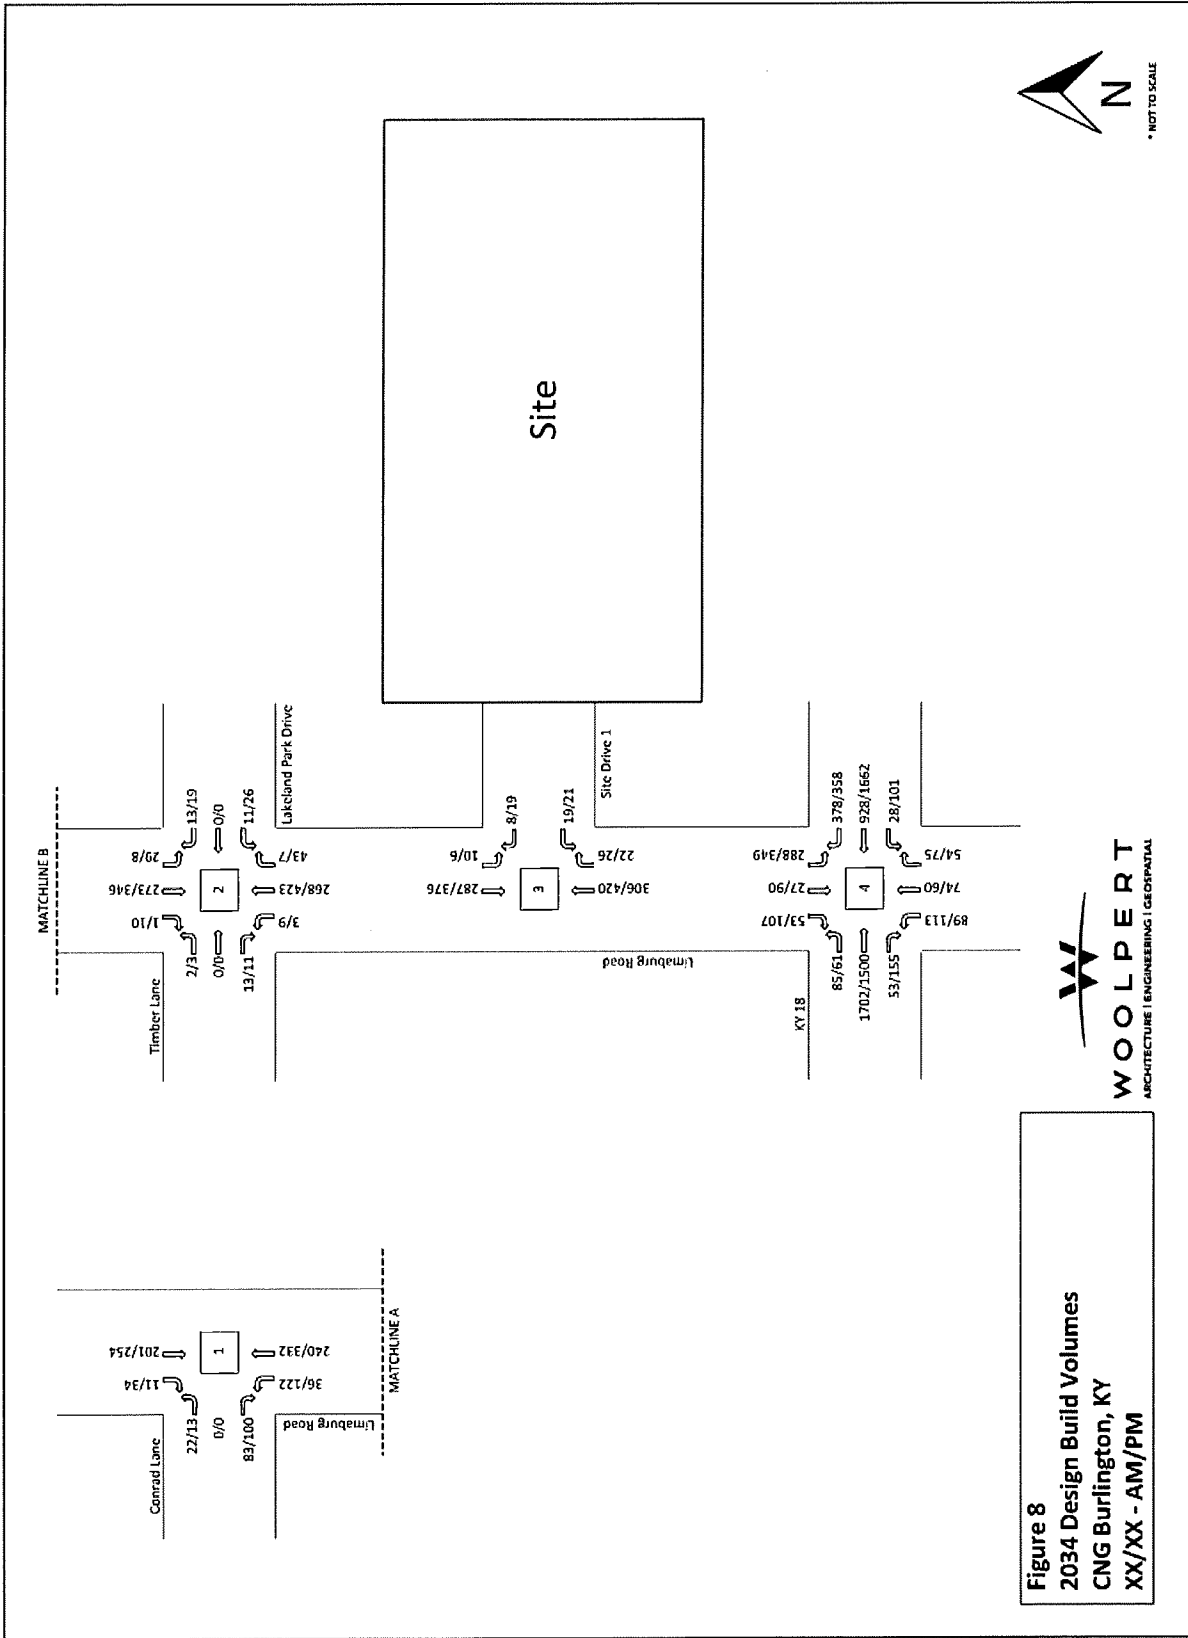 MATCHLINE B
Conrad Lane
11/34
201/254
22/13
0/0
83/100
1
36/122
240/332
Limaburg Road
MATCHLINE A
Timber Lane
1/10
273/346
29/8
2/3
0/0
13/11
2
13/19
0/0
11/26
3/9
268/423
43/7
Lakeland Park Drive
287/376
10/6
8/19
3
19/21
306/420
22/26
Site Drive 1
Site
Limaburg Road
KY 18
53/107
27/90
288/349
85/61
1702/1500
53/155
4
378/358
928/1662
28/101
89/113
74/60
54/75
Figure 8
2034 Design Build Volumes
CNG Burlington, KY
XX/XX - AM/PM
WOOLPERT
ARCHITECTURE | ENGINEERING | GEOSPATIAL
N
* NOT TO SCALE